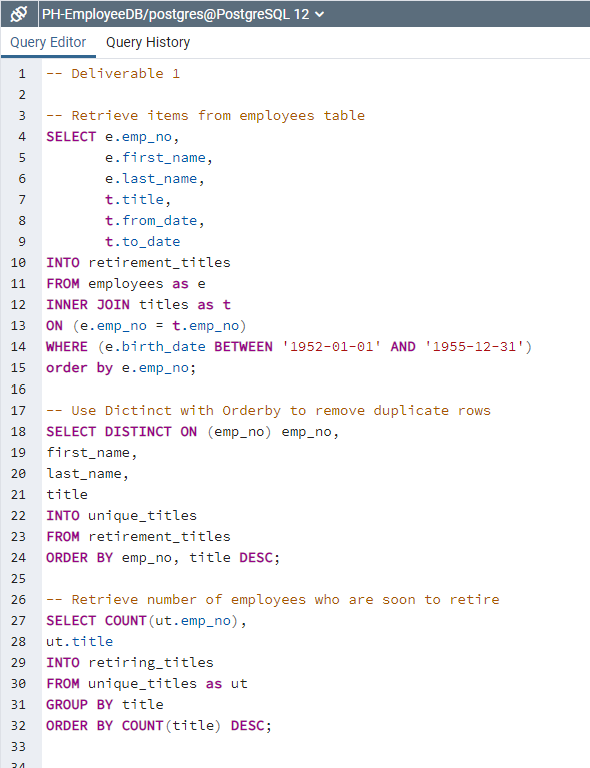 PH-EmployeeDB/postgres@PostgreSQL 12
Query Editor Query History
1 -- Deliverable 1
2
3 -- Retrieve items from employees table
4 SELECT e.emp_no,
5 e.first_name,
6 e.last_name,
7 t.title,
8 t.from_date,
9 t.to_date
10 INTO retirement_titles
11 FROM employees as e
12 INNER JOIN titles as t
13 ON (e.emp_no = t.emp_no)
14 WHERE (e.birth_date BETWEEN '1952-01-01' AND '1955-12-31')
15 order by e.emp_no;
16
17 -- Use Dictinct with Orderby to remove duplicate rows
18 SELECT DISTINCT ON (emp_no) emp_no,
19 first_name,
20 last_name,
21 title
22 INTO unique_titles
23 FROM retirement_titles
24 ORDER BY emp_no, title DESC;
25
26 -- Retrieve number of employees who are soon to retire
27 SELECT COUNT(ut.emp_no),
28 ut.title
29 INTO retiring_titles
30 FROM unique_titles as ut
31 GROUP BY title
32 ORDER BY COUNT(title) DESC;
33
34